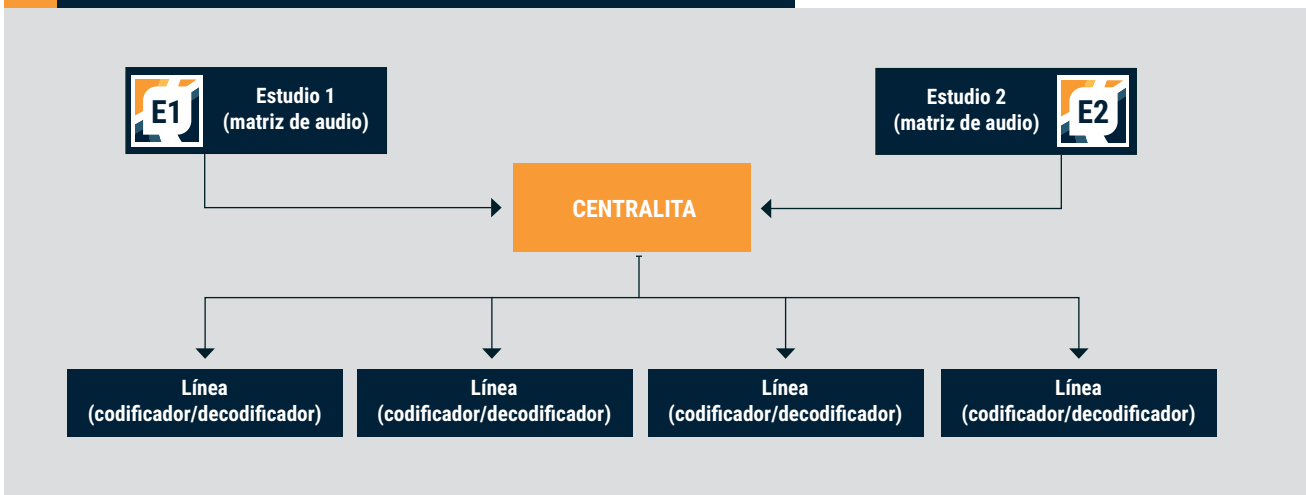 E1
Estudio 1
(matriz de audio)
Estudio 2
(matriz de audio)
E2
CENTRALITA
Línea
(codificador/decodificador)
Línea
(codificador/decodificador)
Línea
(codificador/decodificador)
Línea
(codificador/decodificador)